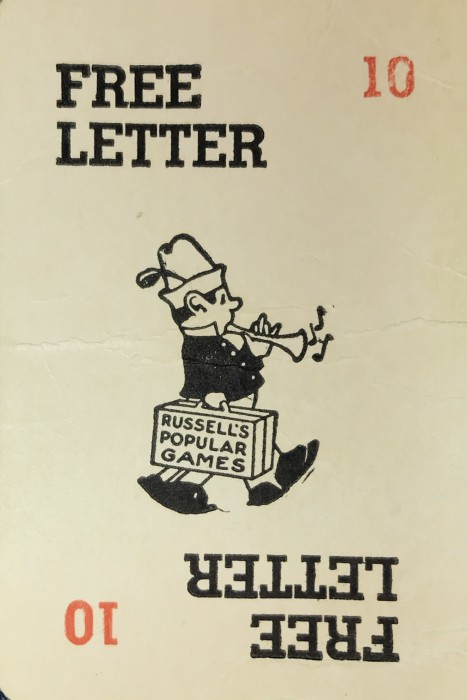 FREE
LETTER
10
RUSSELL'S
POPULAR
GAMES
FREE
LETTER
10